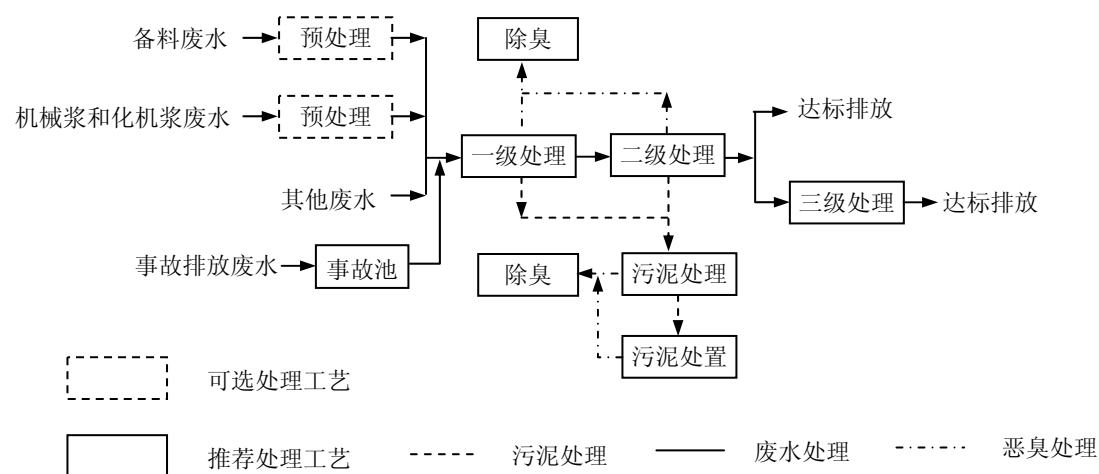 备料废水
预处理
除臭
机械浆和化机浆废水
预处理
达标排放
一级处理
二级处理
其他废水
三级处理
达标排放
事故排放废水
事故池
除臭
污泥处理
污泥处置
可选处理工艺
推荐处理工艺
污泥处理
废水处理
恶臭处理